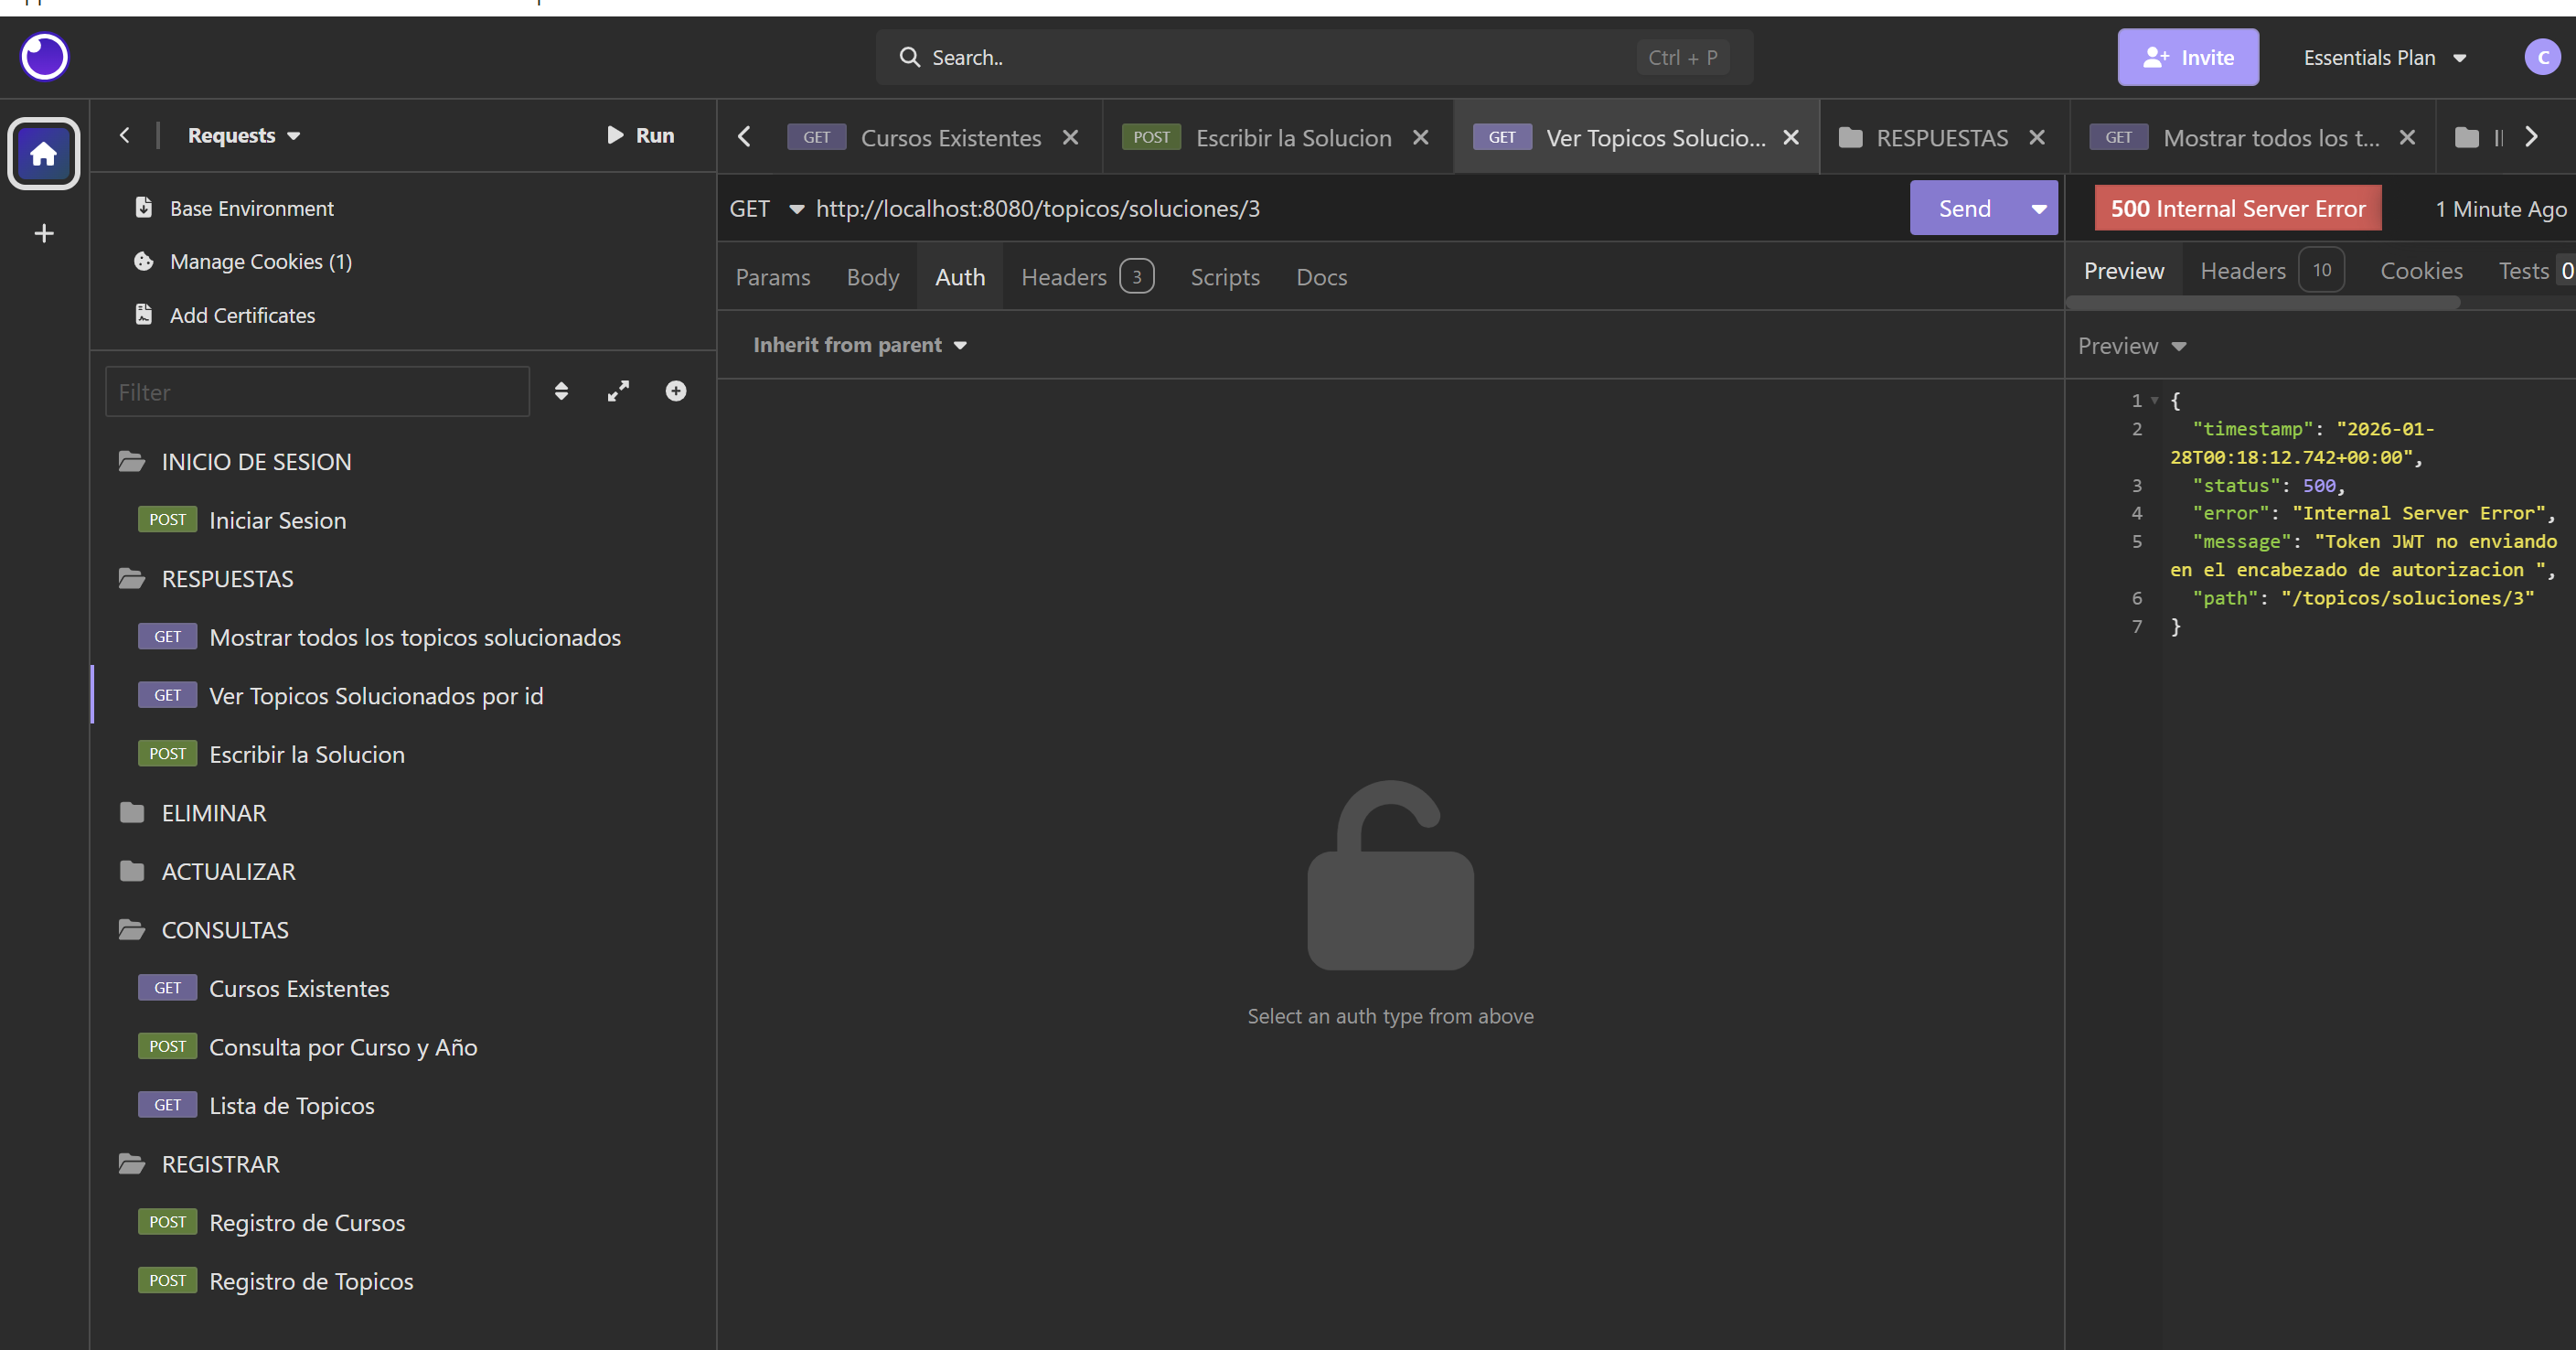 Search..
Ctrl + P
Invite
Essentials Plan
C
Requests
Run
GET Cursos Existentes
POST Escribir la Solucion
GET Ver Topicos Solucio...
RESPUESTAS
GET Mostrar todos los t...
Base Environment
Manage Cookies (1)
Add Certificates
Filter
INICIO DE SESION
POST Iniciar Sesion
RESPUESTAS
GET Mostrar todos los topicos solucionados
GET Ver Topicos Solucionados por id
POST Escribir la Solucion
ELIMINAR
ACTUALIZAR
CONSULTAS
GET Cursos Existentes
POST Consulta por Curso y Año
GET Lista de Topicos
REGISTRAR
POST Registro de Cursos
POST Registro de Topicos
GET http://localhost:8080/topicos/soluciones/3
Send
Params Body Auth Headers 3 Scripts Docs
Inherit from parent
Select an auth type from above
500 Internal Server Error
1 Minute Ago
Preview Headers 10 Cookies Tests 0
Preview
1 {
2 "timestamp": "2026-01-
28T00:18:12.742+00:00",
3 "status": 500,
4 "error": "Internal Server Error",
5 "message": "Token JWT no enviando
en el encabezado de autorizacion ",
6 "path": "/topicos/soluciones/3"
7 }